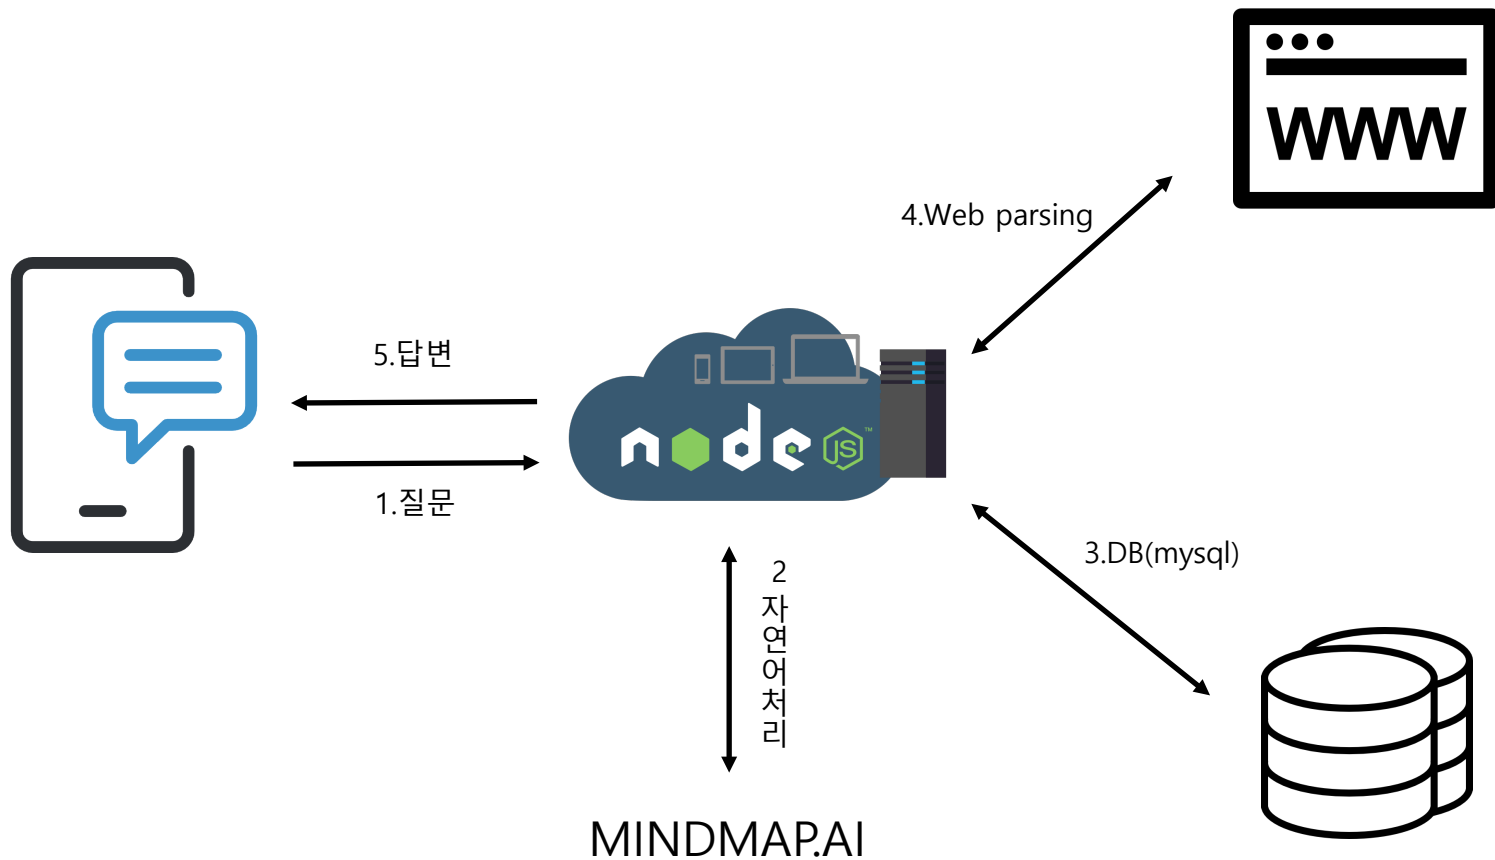 WWW
4.Web parsing
5.답변
node JS™
1.질문
3.DB(mysql)
2
자
연
어
처
리
MINDMAP.AI